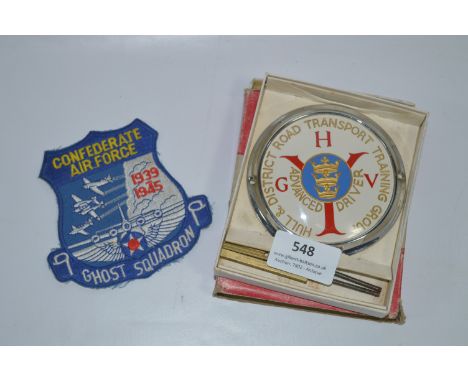 CONFEDERATE
AIR FORCE
1939
1945
GHOST SQUADRON
HULL & DISTRICT ROAD TRANSPORT TRAINING GROUP
H
G V
Y
ADVANCED DRIVER
548